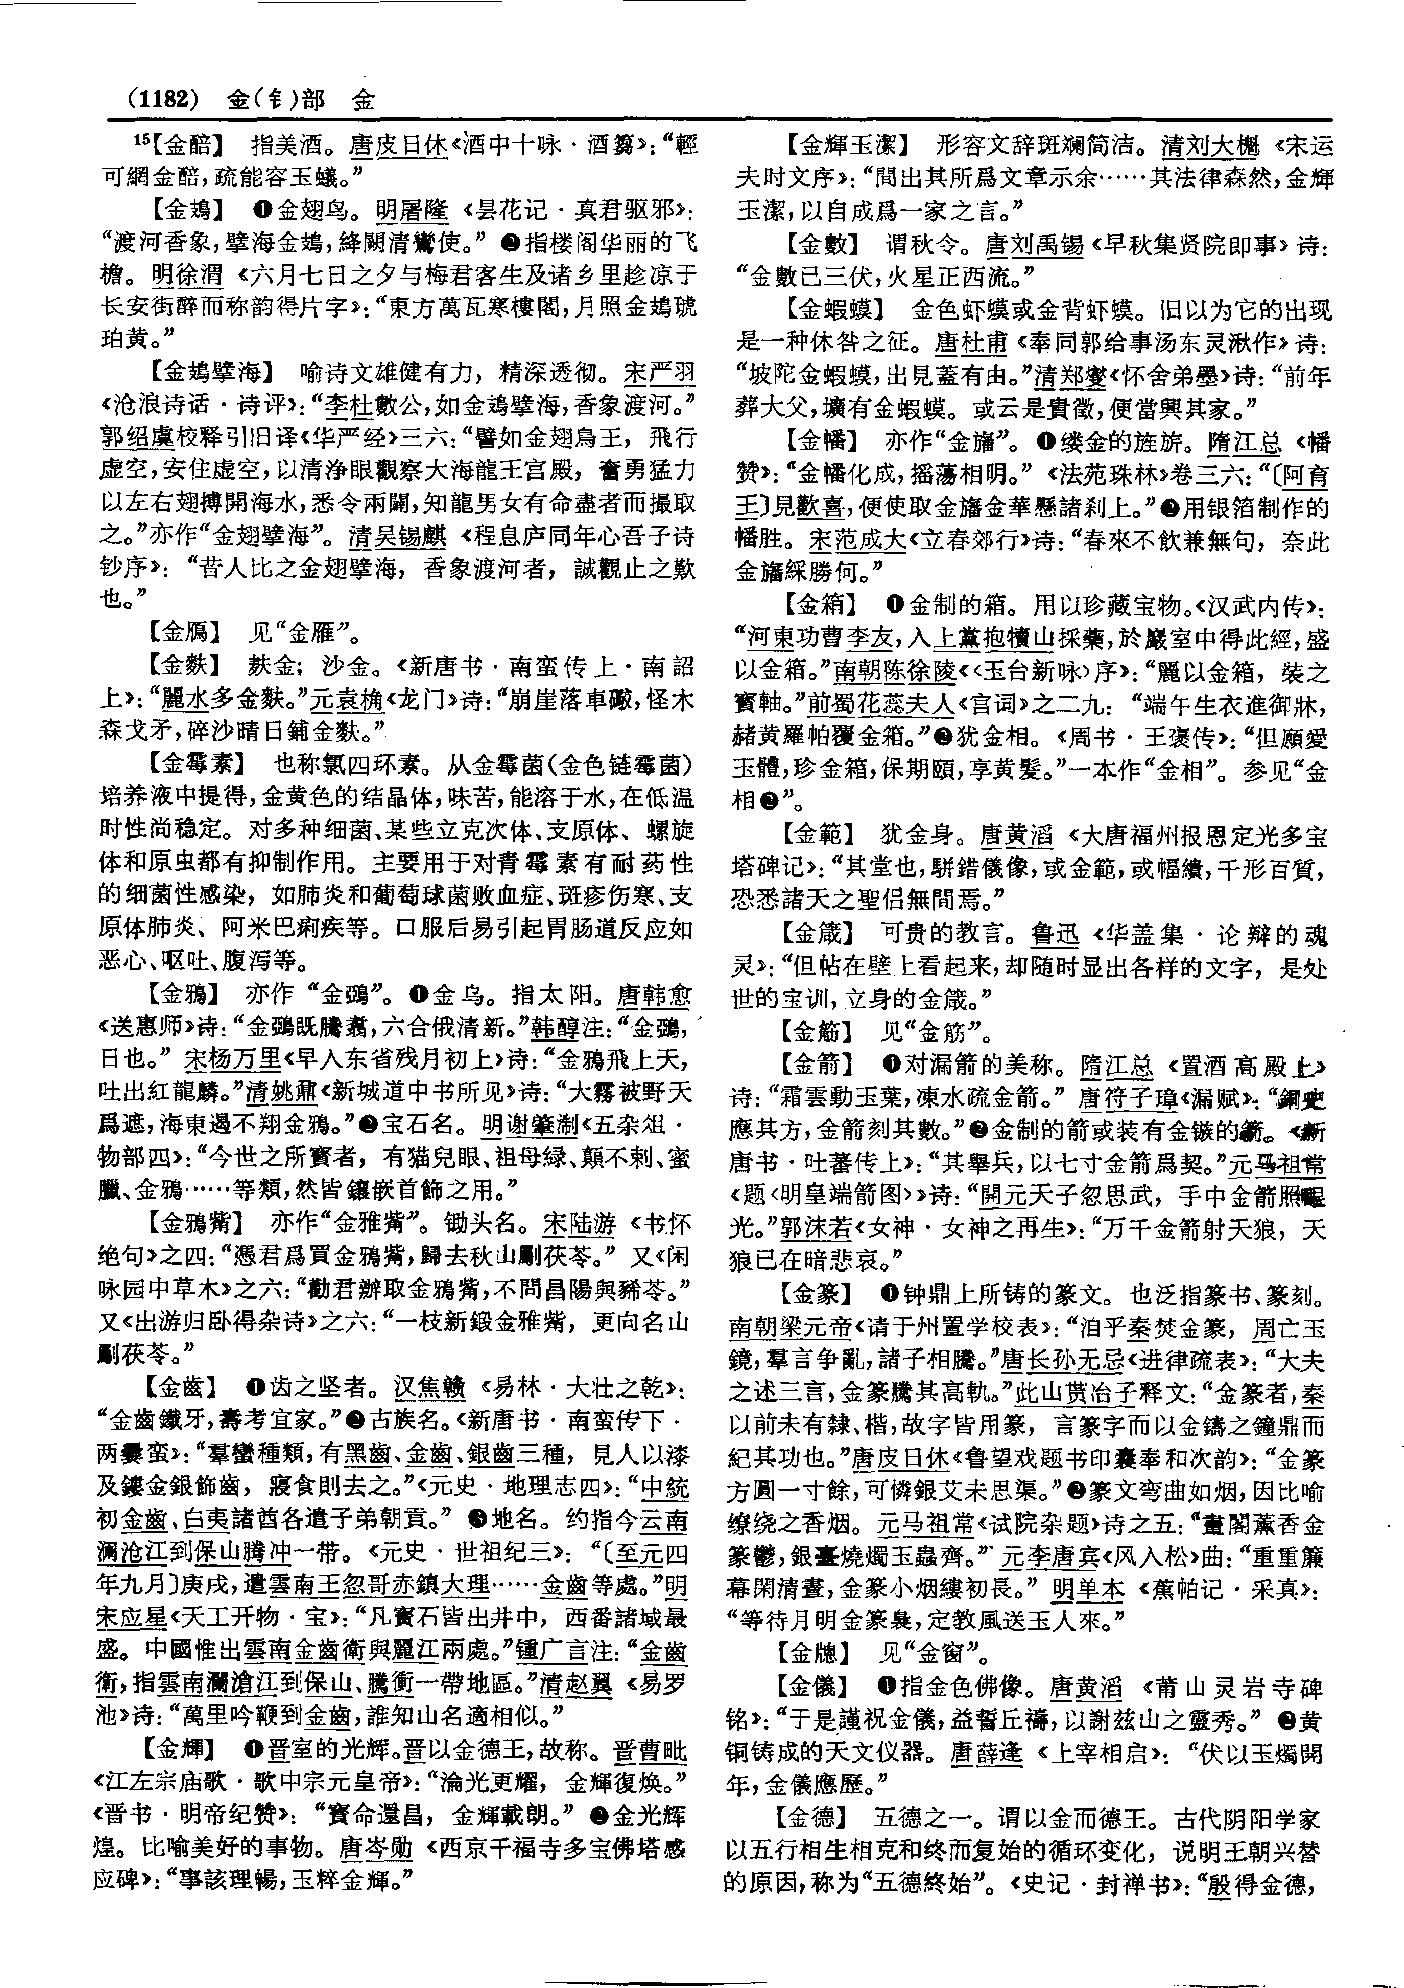 (1182) 金(钅)部 金
15【金醅】 指美酒。唐皮日休《酒中十咏·酒篘》：“輕
可網金醅，疏能容玉蟻。”
【金鳷】 ❶金翅鸟。明屠隆《昙花记·真君驱邪》：
“渡河香象，擘海金鳷，絳闕清鸞使。” ❷指楼阁华丽的飞
檐。明徐渭《六月七日之夕与梅君客生及诸乡里趁凉于
长安街醉而称韵得片字》：“東方萬瓦寒樓閣，月照金鳷琥
珀黄。”
【金鳷擘海】 喻诗文雄健有力，精深透彻。宋严羽
《沧浪诗话·诗评》：“李杜數公，如金鳷擘海，香象渡河。”
郭绍虞校释引旧译《华严经》三六：“譬如金翅鳥王，飛行
虚空，安住虚空，以清净眼觀察大海龍王宫殿，奮勇猛力
以左右翅搏開海水，悉令兩闢，知龍男女有命盡者而撮取
之。”亦作“金翅擘海”。清吴锡麒《程息庐同年心吾子诗
钞序》：“昔人比之金翅擘海，香象渡河者，誠觀止之歎
也。”
【金鴈】 见“金雁”。
【金麩】 麸金；沙金。《新唐书·南蛮传上·南詔
上》：“麗水多金麩。”元袁桷《龙门》诗：“崩崖落車礮，怪木
森戈矛，碎沙晴日鋪金麩。”
【金霉素】 也称氯四环素。从金霉菌(金色链霉菌)
培养液中提得，金黄色的结晶体，味苦，能溶于水，在低温
时性尚稳定。对多种细菌、某些立克次体、支原体、螺旋
体和原虫都有抑制作用。主要用于对青霉素有耐药性
的细菌性感染，如肺炎和葡萄球菌败血症、斑疹伤寒、支
原体肺炎、阿米巴痢疾等。口服后易引起胃肠道反应如
恶心、呕吐、腹泻等。
【金鴉】 亦作“金鵶”。❶金乌。指太阳。唐韩愈
《送惠师》诗：“金鵶既騰翥，六合俄清新。”韩醇注：“金鵶，
日也。” 宋杨万里《早入东省残月初上》诗：“金鴉飛上天，
吐出紅龍麟。”清姚鼐《新城道中书所见》诗：“大霧被野天
爲遮，海東遏不翔金鴉。”❷宝石名。明谢肇淛《五杂俎·
物部四》：“今世之所寳者，有猫兒眼、祖母緑、顛不剌、蜜
臘、金鴉……等類，然皆鑲嵌首飾之用。”
【金鴉觜】 亦作“金雅觜”。锄头名。宋陆游《书怀
绝句》之四：“憑君爲買金鴉觜，歸去秋山劚茯苓。” 又《闲
咏园中草木》之六：“勸君辦取金鴉觜，不問昌陽與豨苓。”
又《出游归卧得杂诗》之六：“一枝新鍛金雅觜，更向名山
劚茯苓。”
【金齒】 ❶齿之坚者。汉焦赣《易林·大壮之乾》：
“金齒鐵牙，壽考宜家。”❷古族名。《新唐书·南蛮传下·
两爨蛮》：“羣蠻種類，有黑齒、金齒、銀齒三種，見人以漆
及鏤金銀飾齒，寢食則去之。”《元史·地理志四》：“中統
初金齒、白夷諸酋各遣子弟朝貢。” ❸地名。约指今云南
澜沧江到保山腾冲一带。《元史·世祖纪三》：“〔至元四
年九月〕庚戌，遣雲南王忽哥赤鎮大理……金齒等處。”明
宋应星《天工开物·宝》：“凡寳石皆出井中，西番諸域最
盛。中國惟出雲南金齒衛與麗江兩處。”锺广言注：“金齒
衛，指雲南瀾滄江到保山、騰衝一帶地區。”清赵翼《易罗
池》诗：“萬里吟鞭到金齒，誰知山名適相似。”
【金輝】 ❶晋室的光辉。晋以金德王，故称。晋曹毗
《江左宗庙歌·歌中宗元皇帝》：“淪光更耀，金輝復焕。”
《晋书·明帝纪赞》：“寳命還昌，金輝載朗。” ❷金光辉
煌。比喻美好的事物。唐岑勋《西京千福寺多宝佛塔感
应碑》：“事該理暢，玉粹金輝。”
【金輝玉潔】 形容文辞斑斓简洁。清刘大櫆《宋运
夫时文序》：“間出其所爲文章示余……其法律森然，金輝
玉潔，以自成爲一家之言。”
【金數】 谓秋令。唐刘禹锡《早秋集贤院即事》诗：
“金數已三伏，火星正西流。”
【金蝦蟆】 金色虾蟆或金背虾蟆。旧以为它的出现
是一种休咎之征。唐杜甫《奉同郭给事汤东灵湫作》诗：
“坡陀金蝦蟆，出見蓋有由。”清郑燮《怀舍弟墨》诗：“前年
葬大父，壙有金蝦蟆。或云是貴徵，便當興其家。”
【金幡】 亦作“金旛”。❶缕金的旌旂。隋江总《幡
赞》：“金幡化成，摇蕩相明。”《法苑珠林》卷三六：“〔阿育
王〕見歡喜，便使取金旛金華懸諸刹上。”❷用银箔制作的
幡胜。宋范成大《立春郊行》诗：“春來不飲兼無句，奈此
金旛綵勝何。”
【金箱】 ❶金制的箱。用以珍藏宝物。《汉武内传》：
“河東功曹李友，入上黨抱犢山採藥，於巖室中得此經，盛
以金箱。”南朝陈徐陵《〈玉台新咏〉序》：“麗以金箱，裝之
寳軸。”前蜀花蕊夫人《宫词》之二九：“端午生衣進御牀，
赭黄羅帕覆金箱。”❷犹金相。《周书·王褒传》：“但願愛
玉體，珍金箱，保期頤，享黄髪。”一本作“金相”。参见“金
相❷”。
【金範】 犹金身。唐黄滔《大唐福州报恩定光多宝
塔碑记》：“其堂也，駢錯儀像，或金範，或幅繢，千形百質，
恐悉諸天之聖侣無間焉。”
【金箴】 可贵的教言。鲁迅《华盖集·论辩的魂
灵》：“但帖在壁上看起来，却随时显出各样的文字，是处
世的宝训，立身的金箴。”
【金觔】 见“金筋”。
【金箭】 ❶对漏箭的美称。隋江总《置酒高殿上》
诗：“霜雲動玉葉，凍水疏金箭。” 唐符子璋《漏赋》：“銅史
應其方，金箭刻其數。”❷金制的箭或装有金镞的箭。《新
唐书·吐蕃传上》：“其舉兵，以七寸金箭爲契。”元马祖常
《题〈明皇端箭图〉》诗：“開元天子忽思武，手中金箭照眼
光。”郭沫若《女神·女神之再生》：“万千金箭射天狼，天
狼已在暗悲哀。”
【金篆】 ❶钟鼎上所铸的篆文。也泛指篆书、篆刻。
南朝梁元帝《请于州置学校表》：“洎乎秦焚金篆，周亡玉
鏡，羣言争亂，諸子相騰。”唐长孙无忌《进律疏表》：“大夫
之述三言，金篆騰其高軌。”此山贳冶子释文：“金篆者，秦
以前未有隸、楷，故字皆用篆，言篆字而以金鑄之鐘鼎而
紀其功也。”唐皮日休《鲁望戏题书印囊奉和次韵》：“金篆
方圓一寸餘，可憐銀艾未思渠。”❷篆文弯曲如烟，因比喻
缭绕之香烟。元马祖常《试院杂题》诗之五：“畫閣薰香金
篆鬱，銀臺燒燭玉蟲齊。” 元李唐宾《风入松》曲：“重重簾
幕閑清晝，金篆小烟縷初長。” 明单本《蕉帕记·采真》：
“等待月明金篆裊，定教風送玉人來。”
【金牕】 见“金窗”。
【金儀】 ❶指金色佛像。唐黄滔《莆山灵岩寺碑
铭》：“于是謹祝金儀，益誓丘禱，以謝兹山之靈秀。” ❷黄
铜铸成的天文仪器。唐薛逢《上宰相启》：“伏以玉燭開
年，金儀應歷。”
【金德】 五德之一。谓以金而德王。古代阴阳学家
以五行相生相克和终而复始的循环变化，说明王朝兴替
的原因，称为“五德終始”。《史记·封禅书》：“殷得金德，